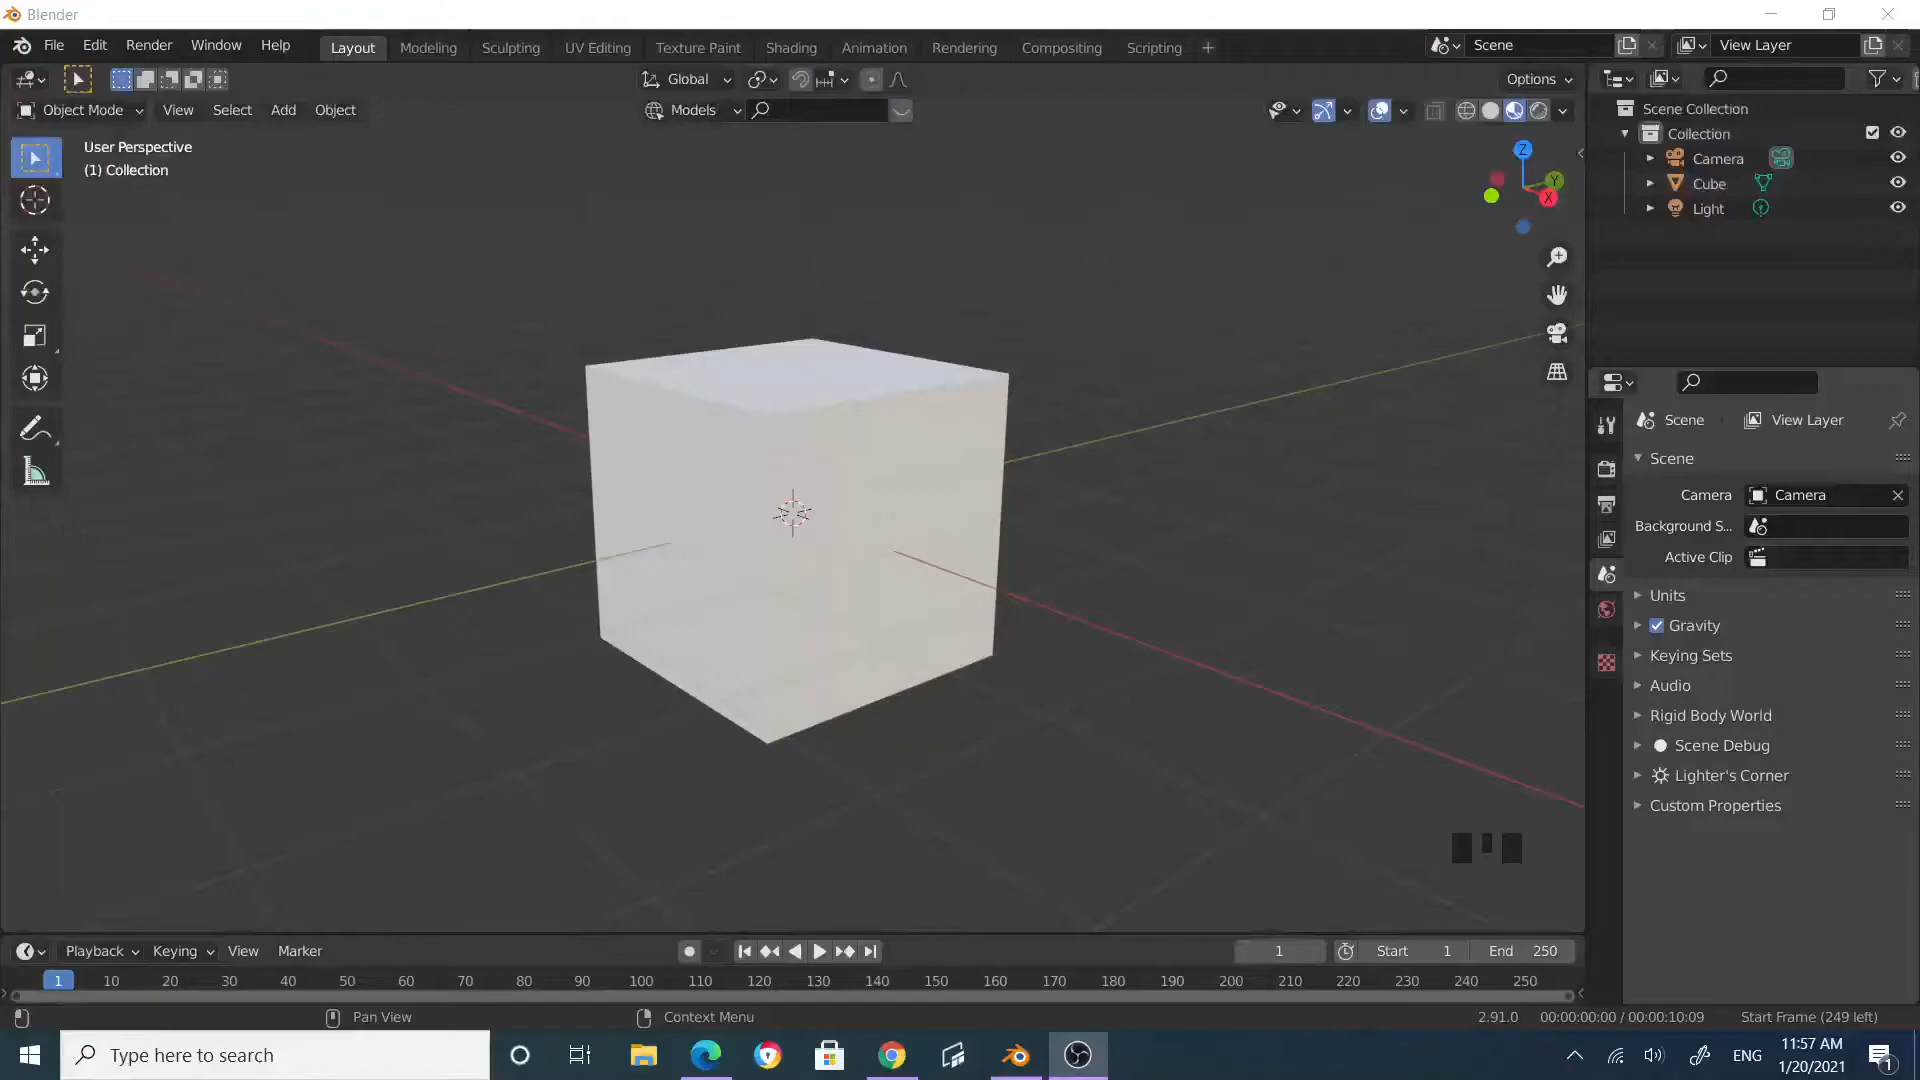 Blender
File Edit Render Window Help Layout Modeling Sculpting UV Editing Texture Paint Shading Animation Rendering Compositing Scripting + Scene View Layer
Global Options
Object Mode View Select Add Object Models
User Perspective
(1) Collection
Z
Y
X
Scene Collection
Collection
Camera
Cube
Light
Scene View Layer
Scene
Camera Camera
Background S...
Active Clip
Units
Gravity
Keying Sets
Audio
Rigid Body World
Scene Debug
Lighter's Corner
Custom Properties
Playback Keying View Marker 1 Start 1 End 250
1 10 20 30 40 50 60 70 80 90 100 110 120 130 140 150 160 170 180 190 200 210 220 230 240 250
Pan View Context Menu 2.91.0 00:00:00:00 / 00:00:10:09 Start Frame (249 left)
Type here to search ENG 11:57 AM
1/20/2021 1